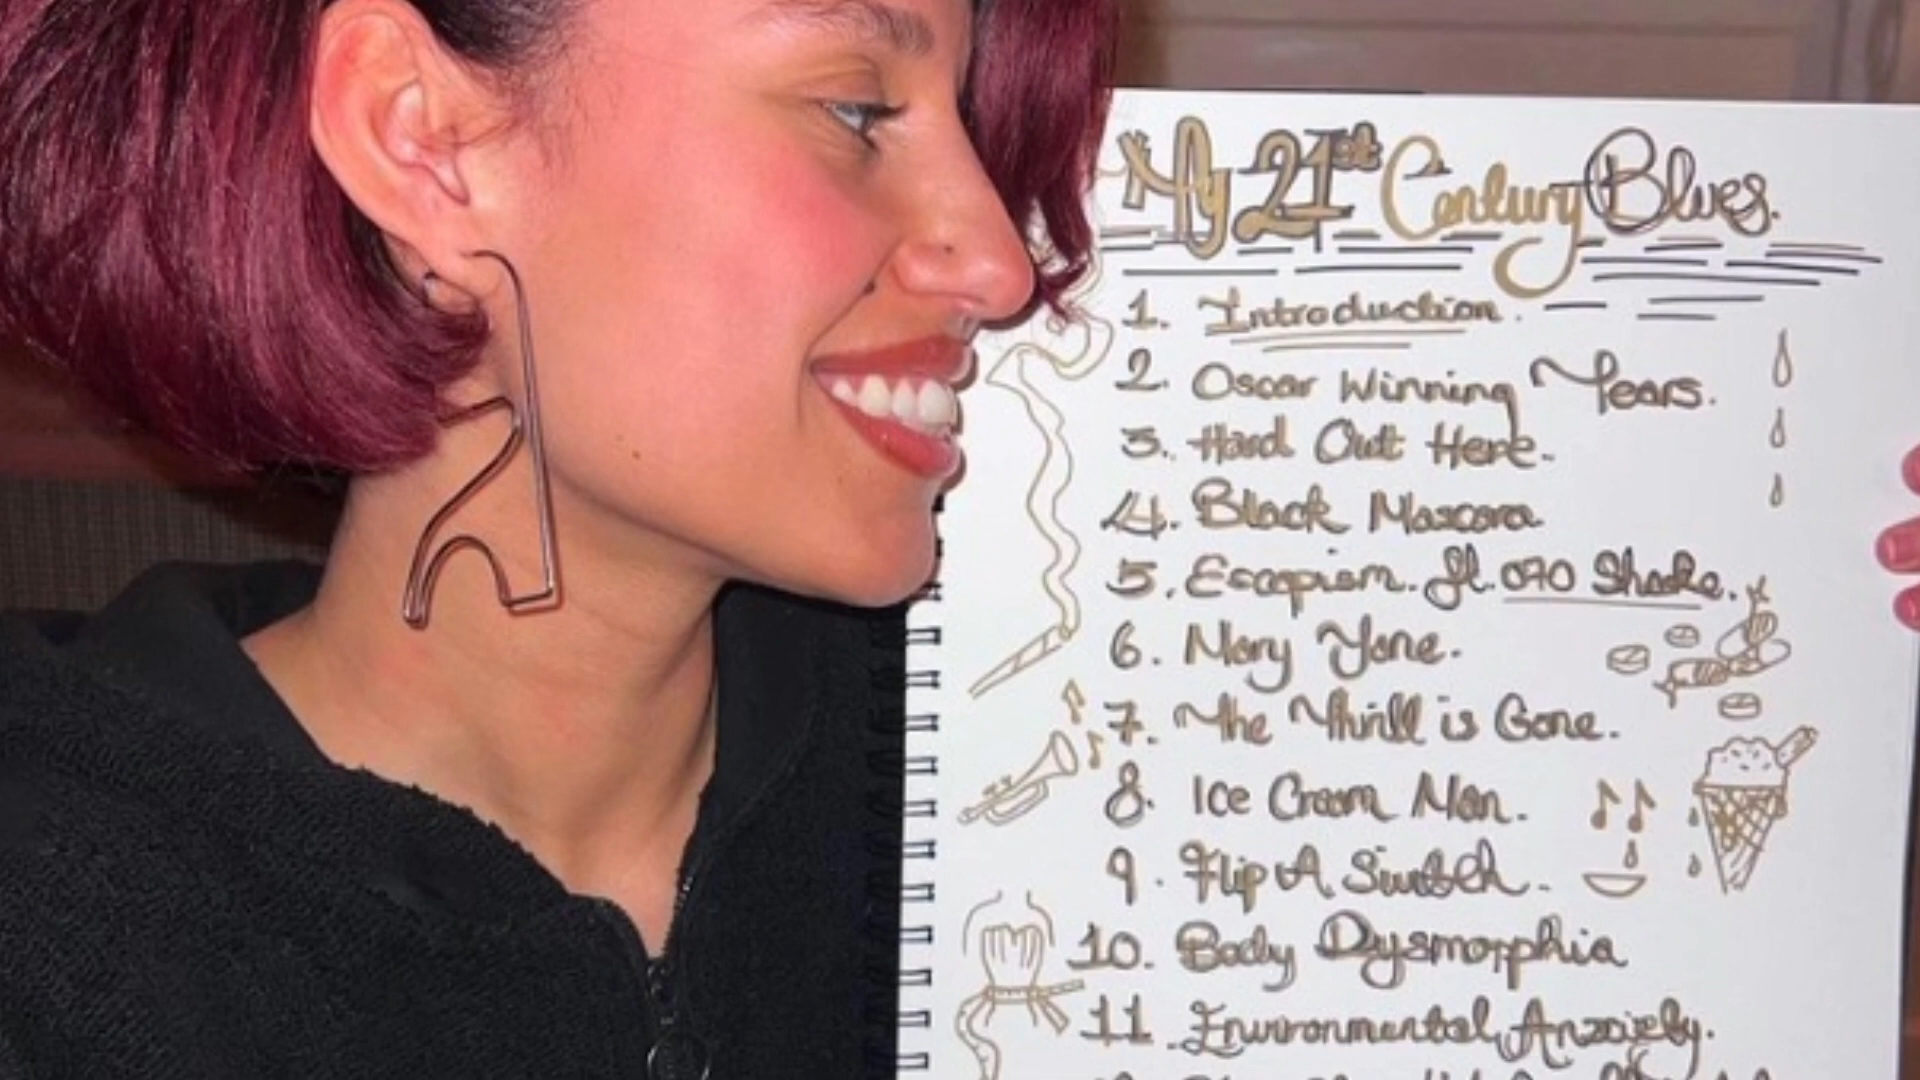 My 21st Century Blues.
1. Introduction.
2. Oscar Winning Tears.
3. Hard Out Here.
4. Black Mascara
5. Escapism. ft. 070 Shake.
6. Mary Jane.
7. The Thrill is Gone.
8. Ice Cream Man.
9. Flip A Switch.
10. Body Dysmorphia
11. Environmental Anxiety.